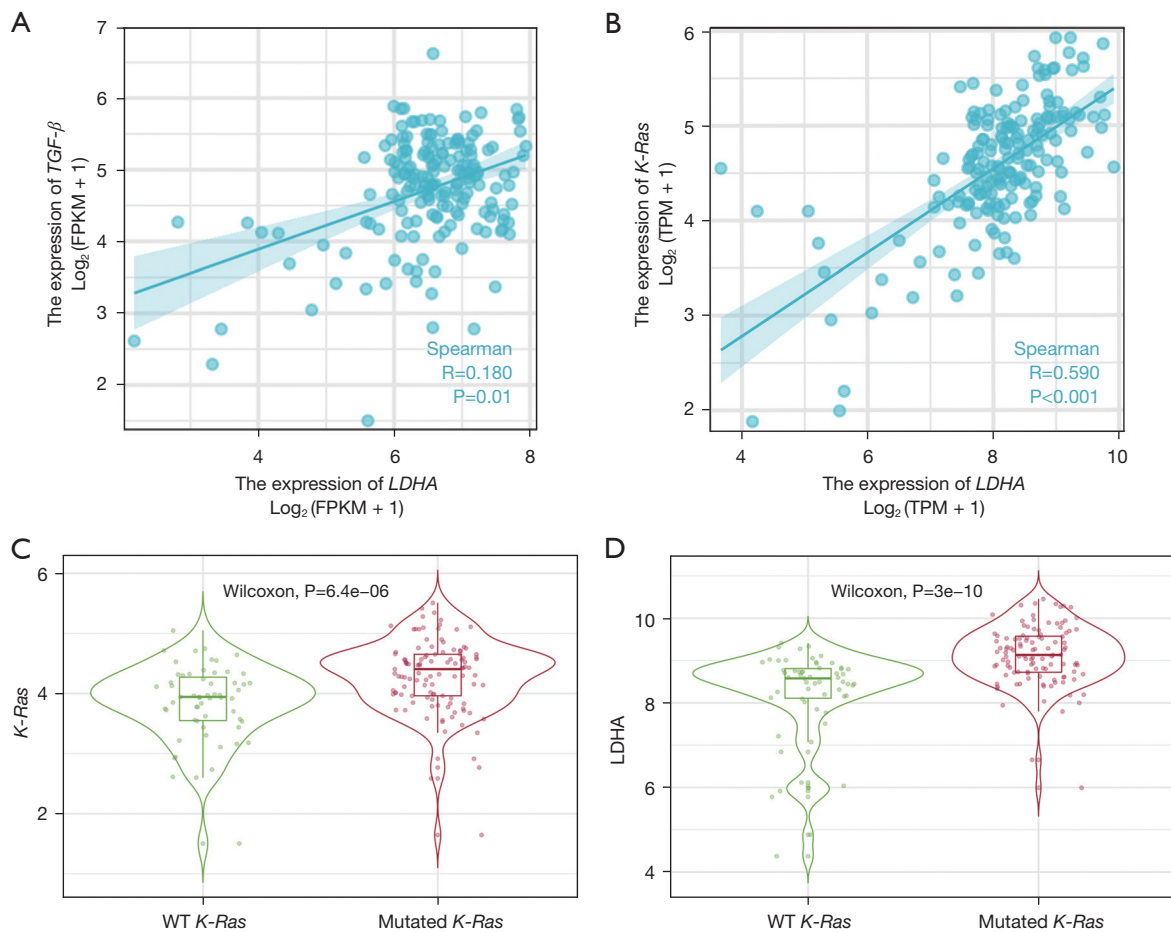 A
The expression of TGF-β
Log₂ (FPKM + 1)
7
6
5
4
3
2
Spearman
R=0.180
P=0.01
4
6
8
The expression of LDHA
Log₂ (FPKM + 1)
B
The expression of K-Ras
Log₂ (TPM + 1)
6
5
4
3
2
Spearman
R=0.590
P<0.001
4
6
8
10
The expression of LDHA
Log₂ (TPM + 1)
C
K-Ras
6
4
2
Wilcoxon, P=6.4e−06
WT K-Ras
Mutated K-Ras
D
LDHA
10
8
6
4
Wilcoxon, P=3e−10
WT K-Ras
Mutated K-Ras